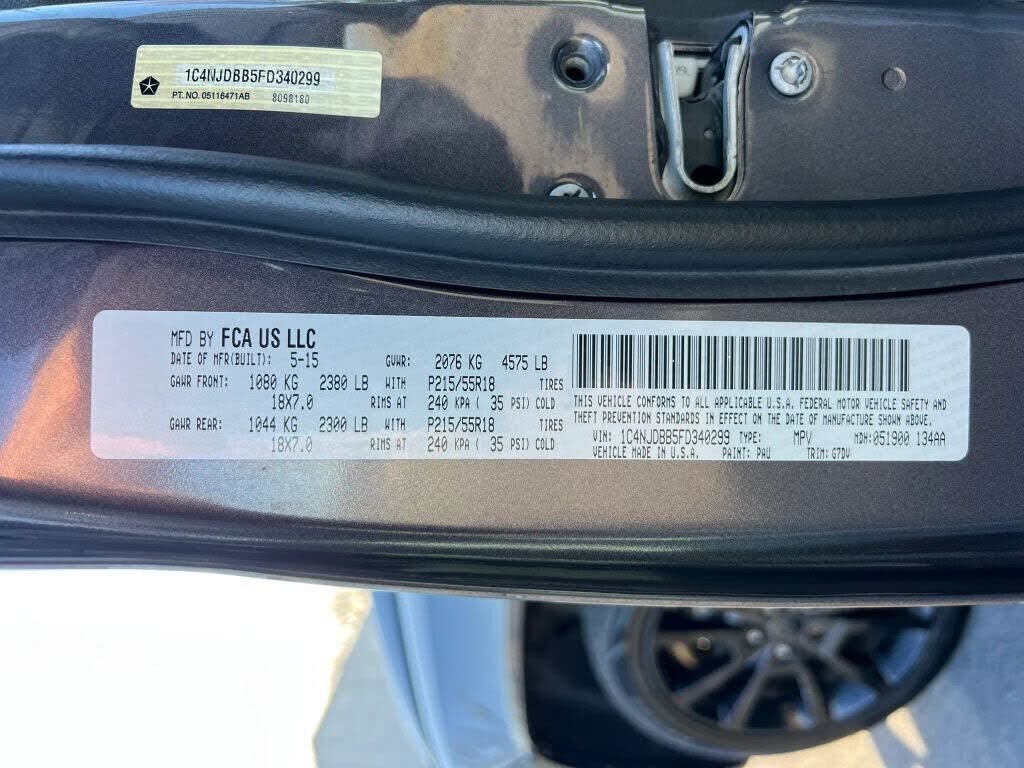 1C4NJDBB5FD340299
PT. NO. 05116471AB 8098180
MFD BY FCA US LLC
DATE OF MFR(BUILT): 5-15 GVWR: 2076 KG 4575 LB
GAWR FRONT: 1080 KG 2380 LB WITH P215/55R18 TIRES
18X7.0 RIMS AT 240 KPA ( 35 PSI) COLD
GAWR REAR: 1044 KG 2300 LB WITH P215/55R18 TIRES
18X7.0 RIMS AT 240 KPA ( 35 PSI) COLD
THIS VEHICLE CONFORMS TO ALL APPLICABLE U.S.A. FEDERAL MOTOR VEHICLE SAFETY AND
THEFT PREVENTION STANDARDS IN EFFECT ON THE DATE OF MANUFACTURE SHOWN ABOVE.
VIN: 1C4NJDBB5FD340299 TYPE: MPV MDH: 051900 134AA
VEHICLE MADE IN U.S.A. PAINT: PAU TRIM: G7DV